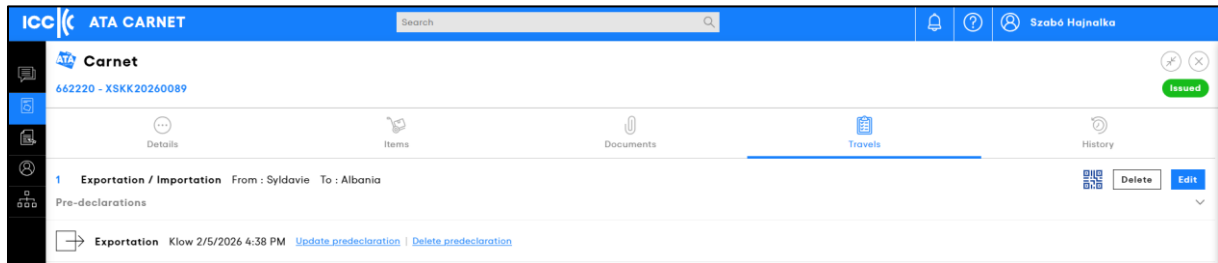 ICC ATA CARNET Search Szabó Hajnalka
ATA Carnet
662220 - XSKK20260089 Issued
Details Items Documents Travels History
1 Exportation / Importation From : Syldavie To : Albania Delete Edit
Pre-declarations
Exportation Klow 2/5/2026 4:38 PM Update predeclaration | Delete predeclaration